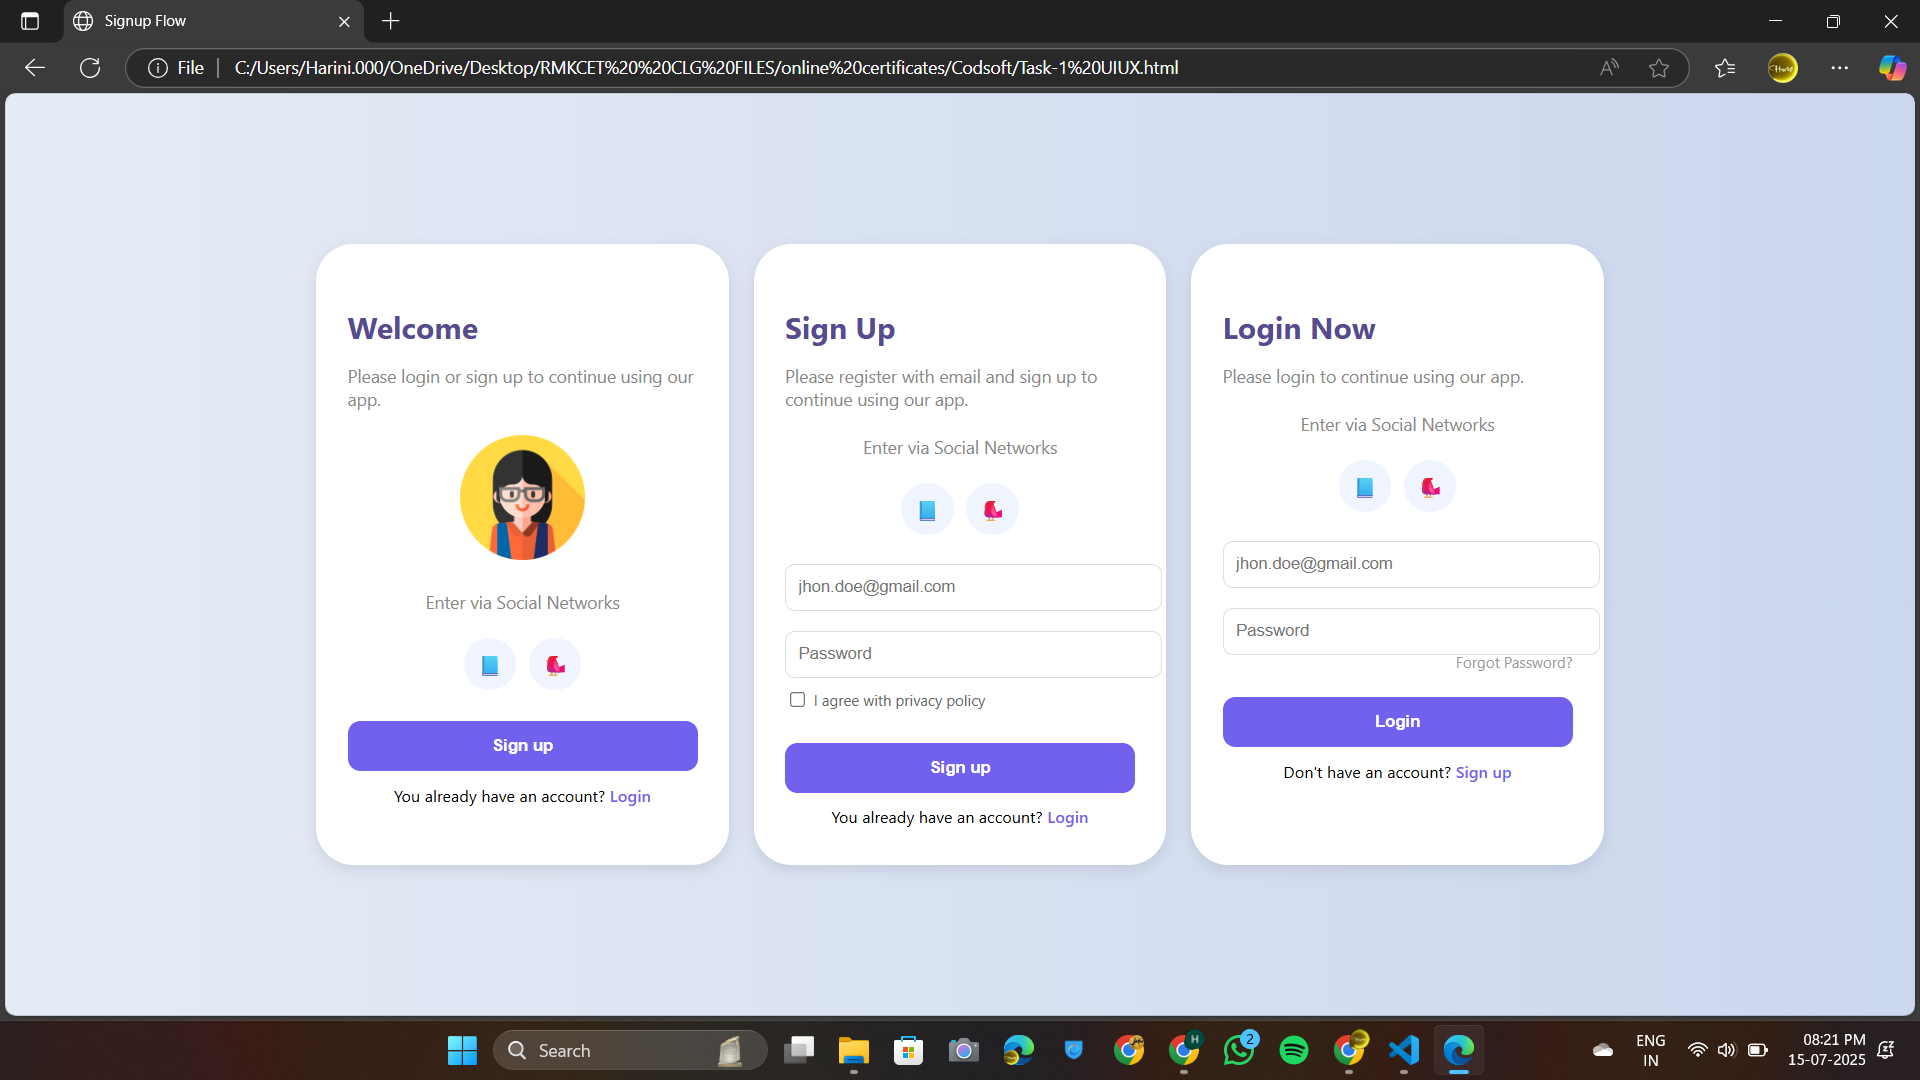 Signup Flow
File
C:/Users/Harini.000/OneDrive/Desktop/RMKCET%20%20CLG%20FILES/online%20certificates/Codsoft/Task-1%20UIUX.html
Welcome
Please login or sign up to continue using our
app.
Enter via Social Networks
Sign up
You already have an account? Login
Sign Up
Please register with email and sign up to
continue using our app.
Enter via Social Networks
jhon.doe@gmail.com
Password
I agree with privacy policy
Sign up
You already have an account? Login
Login Now
Please login to continue using our app.
Enter via Social Networks
jhon.doe@gmail.com
Password
Forgot Password?
Login
Don't have an account? Sign up
Search
H
2
ENG
IN
08:21 PM
15-07-2025